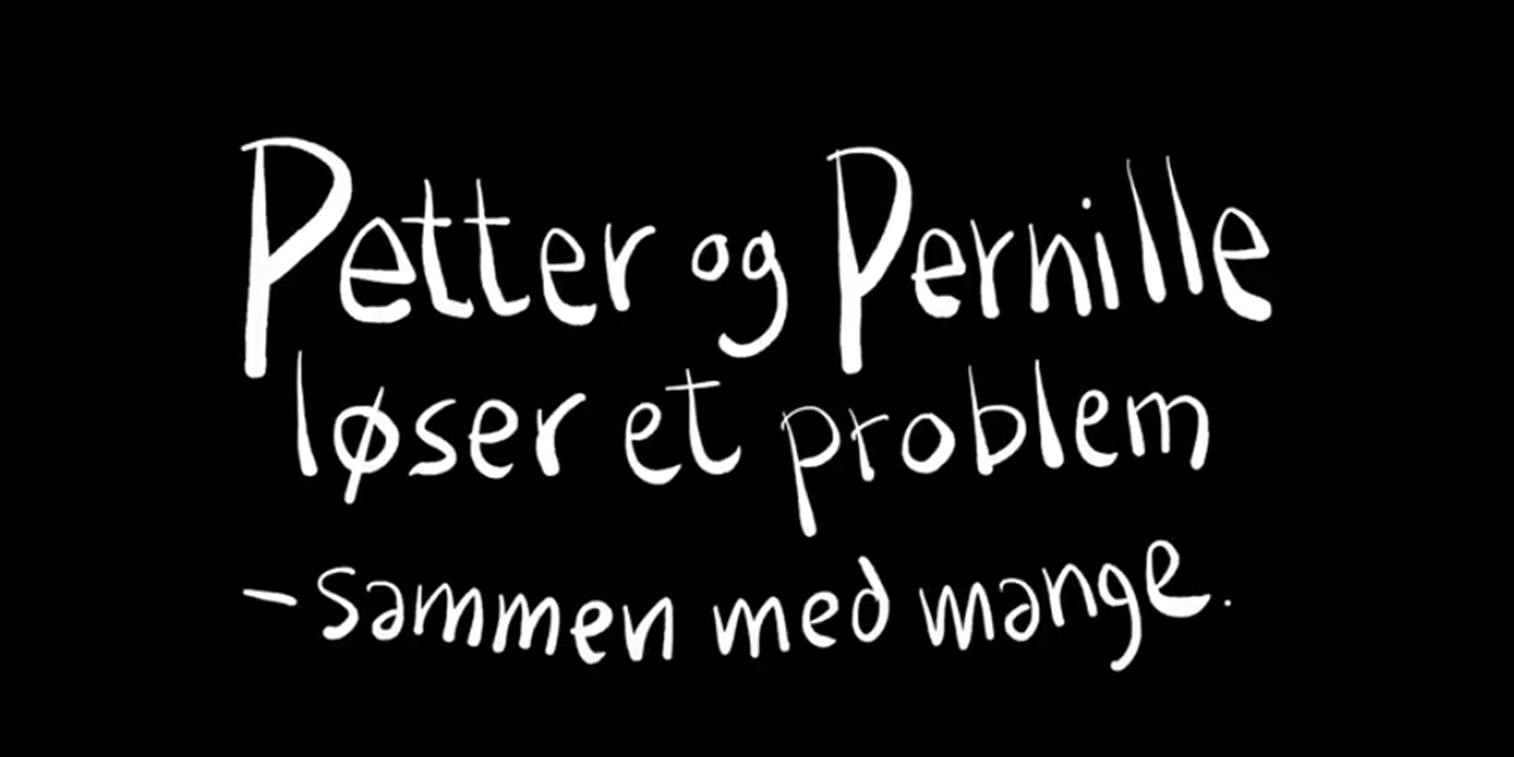 Petter og Pernille
løser et problem
- sammen med mange.